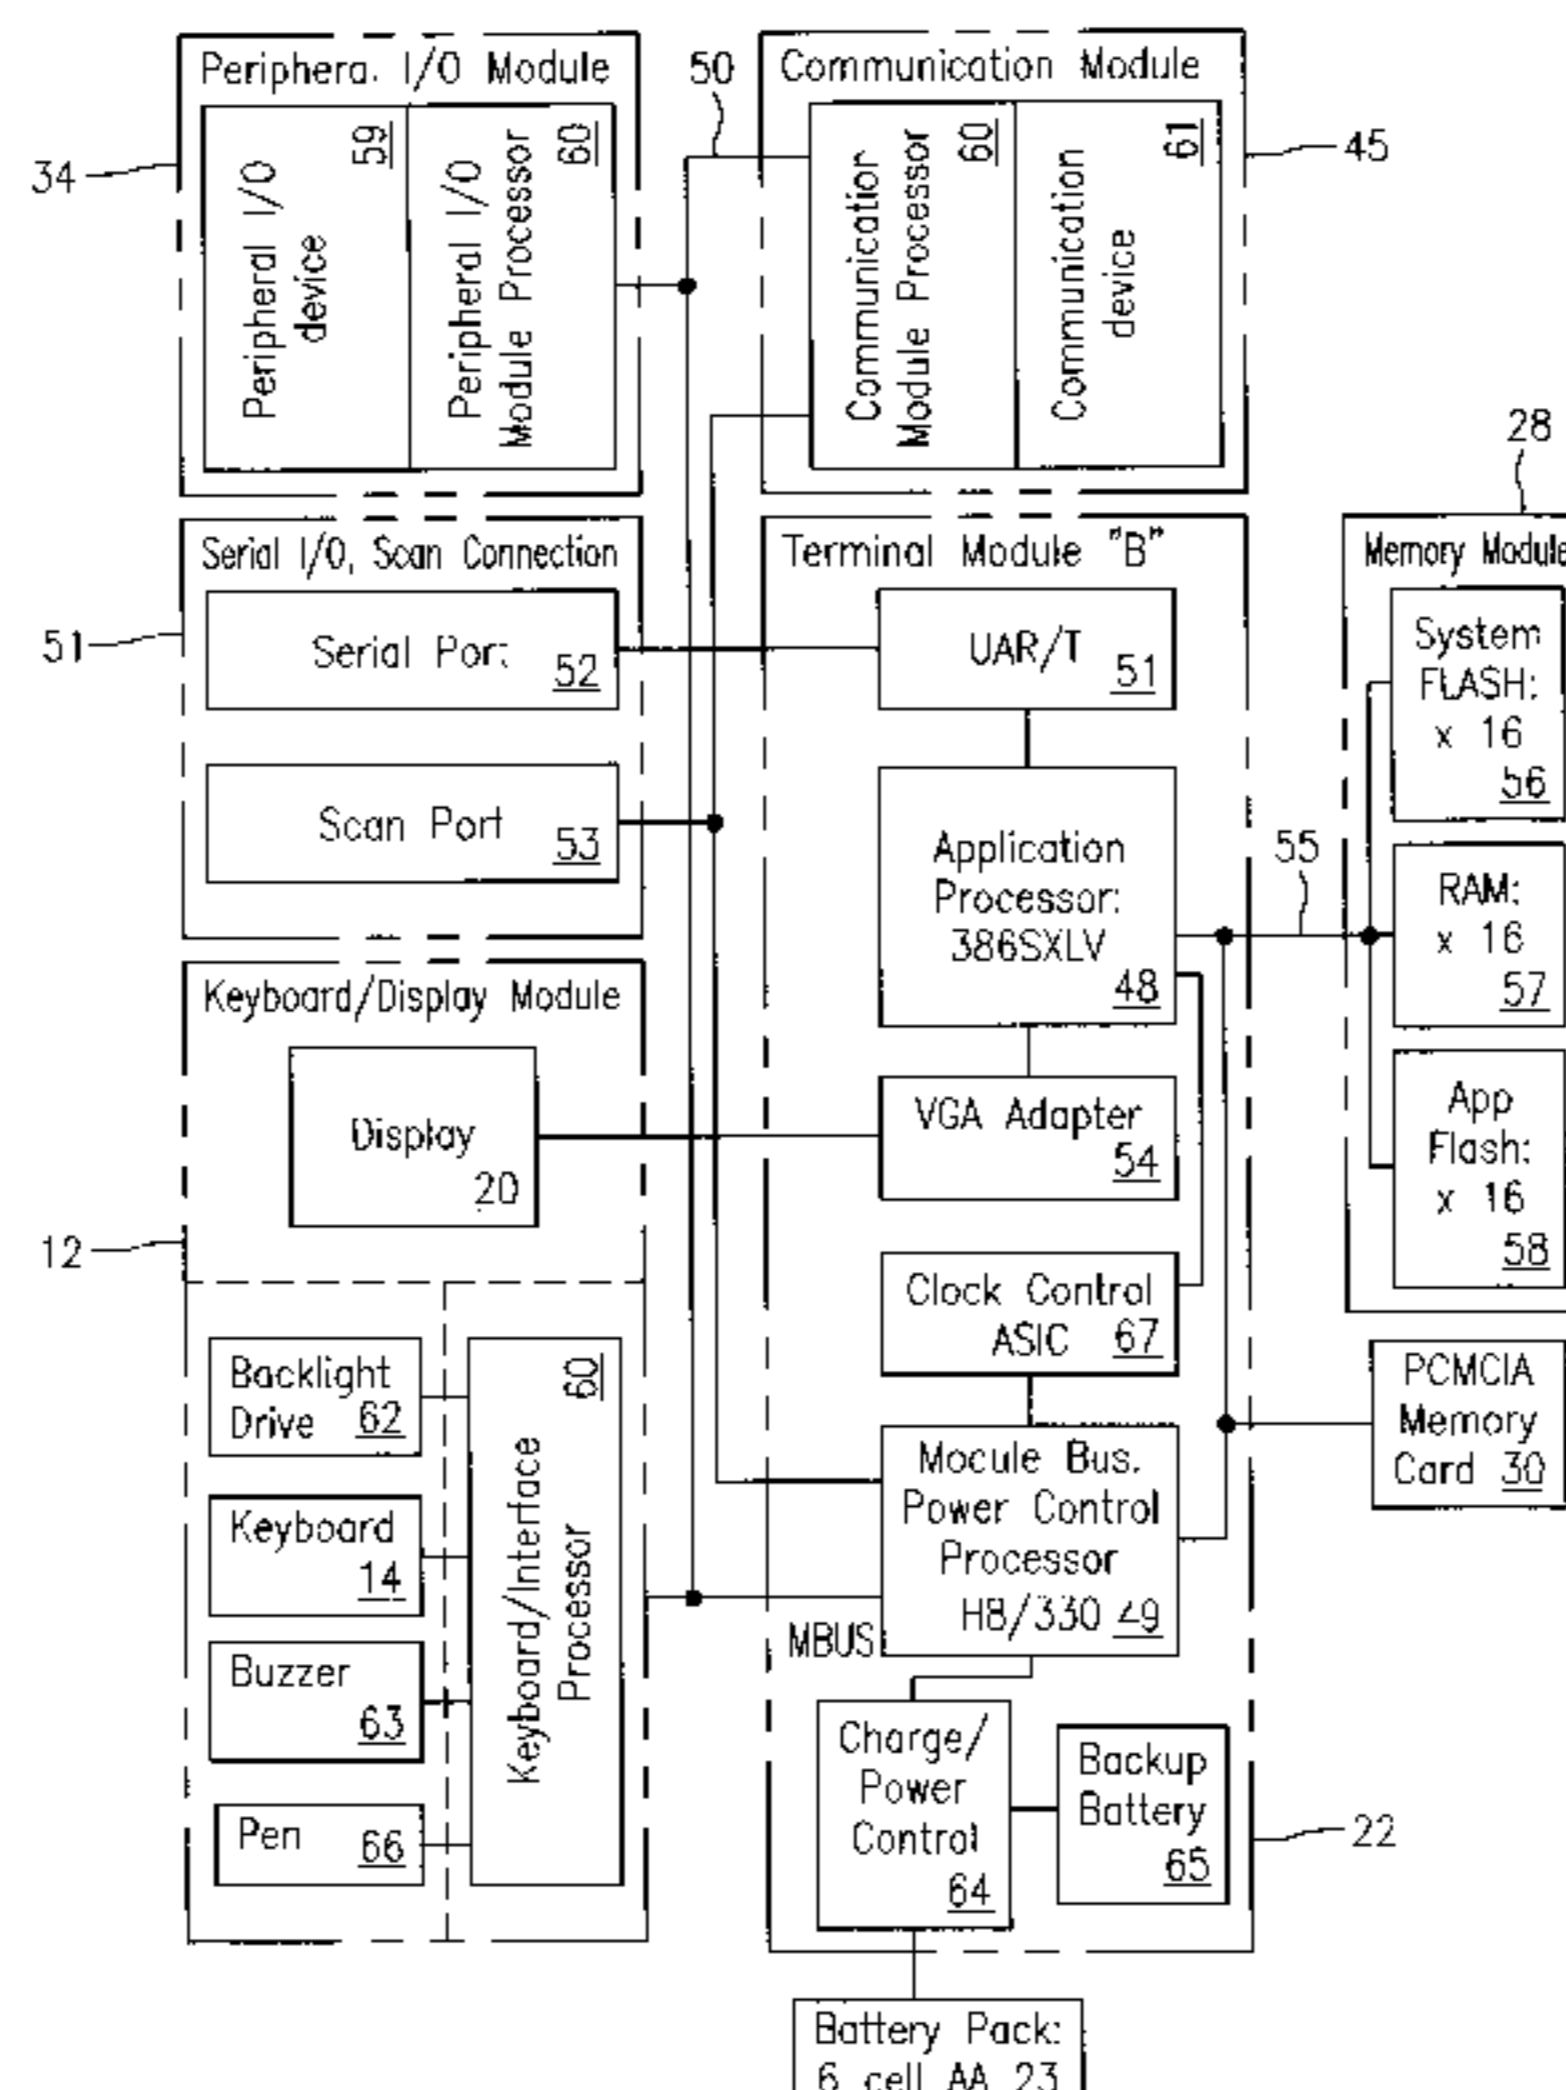 Periphera. I/O Module
59
60
Peripheral I/O
device
Peripheral I/O
Module Processor
34
50
Communication Module
60
61
Communication
Module Processor
Communication
device
45
Serial I/O, Scan Connection
Serial Port
52
Scan Port
53
51
Terminal Module "B"
UAR/T
51
Application
Processor:
386SXLV
48
VGA Adapter
54
Clock Control
ASIC 67
Mocule Bus.
Power Control
Processor
H8/330 49
MBUS
Charge/
Power
Control
64
Backup
Battery
65
22
55
28
Memory Module
System
FLASH:
x 16
56
RAM:
x 16
57
App
Flash:
x 16
58
PCMCIA
Memory
Card 30
Keyboard/Display Module
Display
20
12
Backlight
Drive 62
Keyboard
14
Buzzer
63
Pen 66
60
Keyboard/Interface
Processor
Battery Pack:
6 cell AA 23